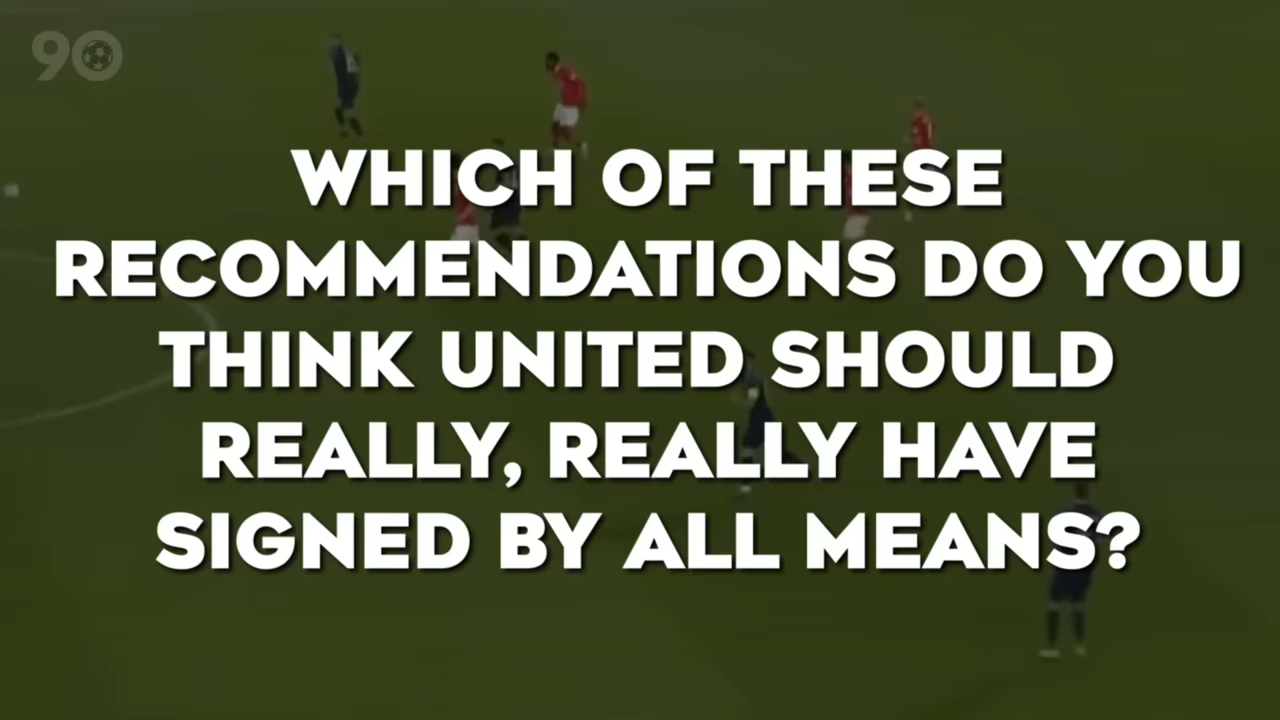 90
WHICH OF THESE
RECOMMENDATIONS DO YOU
THINK UNITED SHOULD
REALLY, REALLY HAVE
SIGNED BY ALL MEANS?